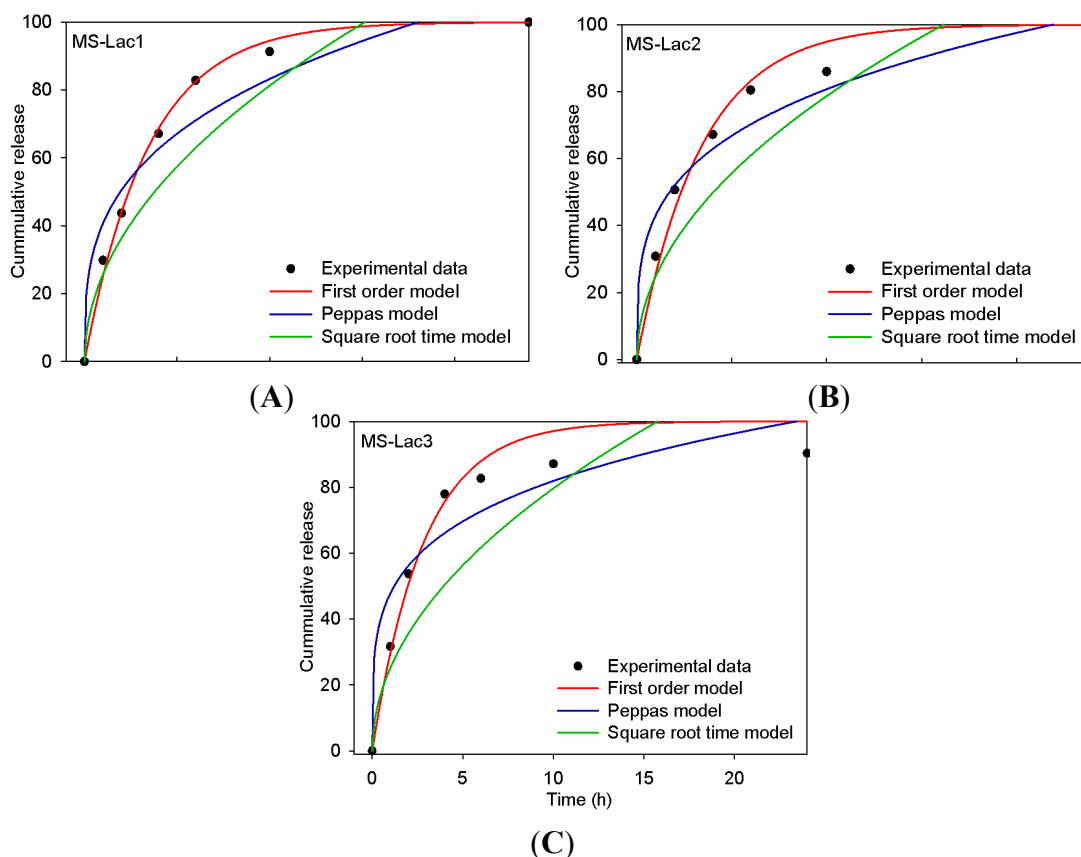 MS-Lac1
Cummulative release
100
80
60
40
20
0
Experimental data
First order model
Peppas model
Square root time model
(A)
MS-Lac2
Cummulative release
100
80
60
40
20
0
Experimental data
First order model
Peppas model
Square root time model
(B)
MS-Lac3
Cummulative release
100
80
60
40
20
0
Experimental data
First order model
Peppas model
Square root time model
0 5 10 15 20
Time (h)
(C)